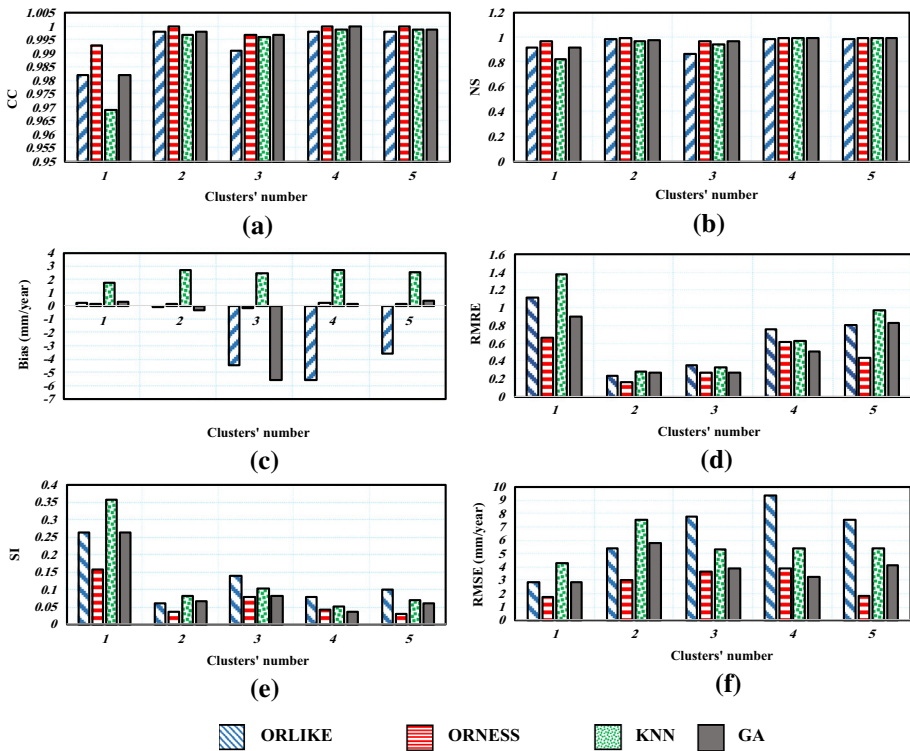 1.005
1
0.995
0.99
0.985
0.98
0.975
0.97
0.965
0.96
0.955
0.95
CC
1 2 3 4 5
Clusters' number
(a)
1.2
1
0.8
0.6
0.4
0.2
0
NS
1 2 3 4 5
Clusters' number
(b)
4
3
2
1
0
-1
-2
-3
-4
-5
-6
-7
Bias (mm/year)
1 2 3 4 5
Clusters' number
(c)
1.6
1.4
1.2
1
0.8
0.6
0.4
0.2
0
RMRE
1 2 3 4 5
Clusters' number
(d)
0.4
0.35
0.3
0.25
0.2
0.15
0.1
0.05
0
SI
1 2 3 4 5
Clusters' number
(e)
10
9
8
7
6
5
4
3
2
1
0
RMSE (mm/year)
1 2 3 4 5
Clusters' number
(f)
ORLIKE ORNESS KNN GA